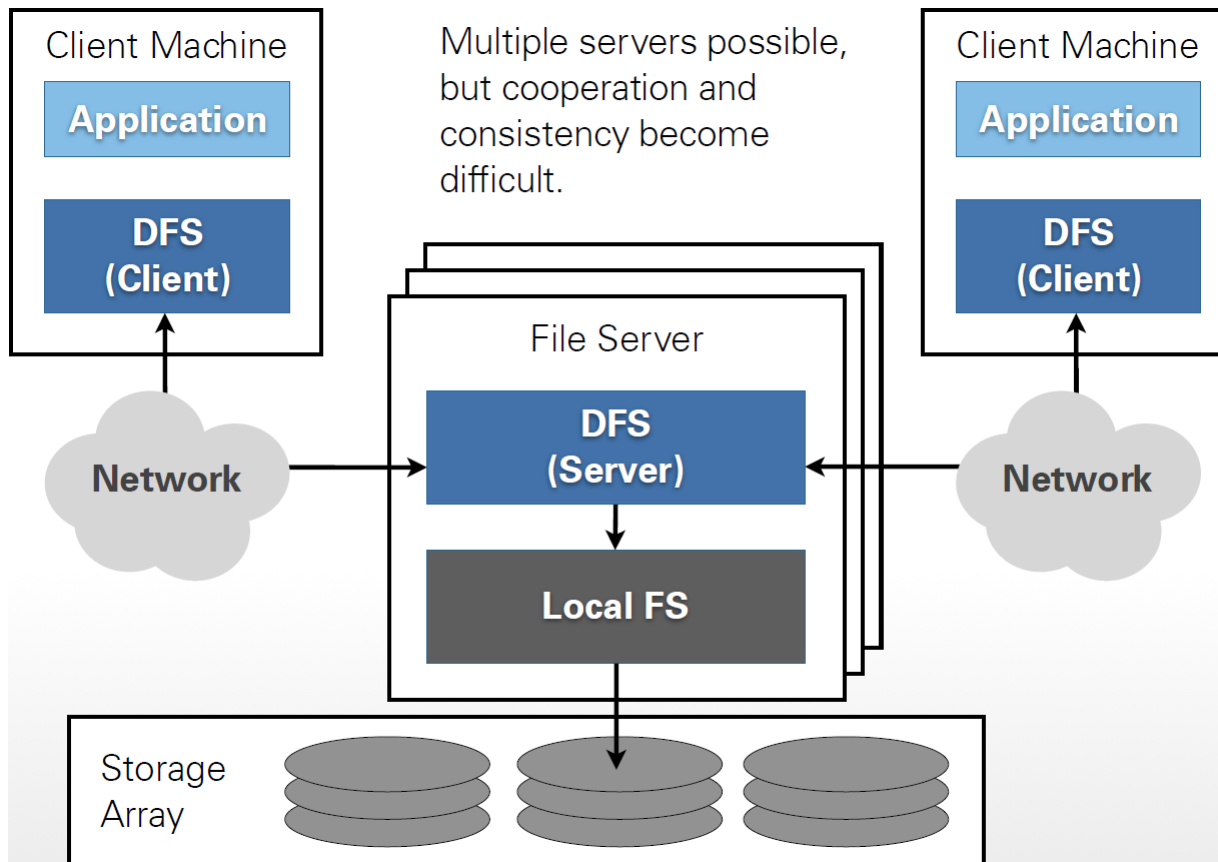 Client Machine
Application
DFS
(Client)
Network
Multiple servers possible,
but cooperation and
consistency become
difficult.
File Server
DFS
(Server)
Local FS
Client Machine
Application
DFS
(Client)
Network
Storage
Array